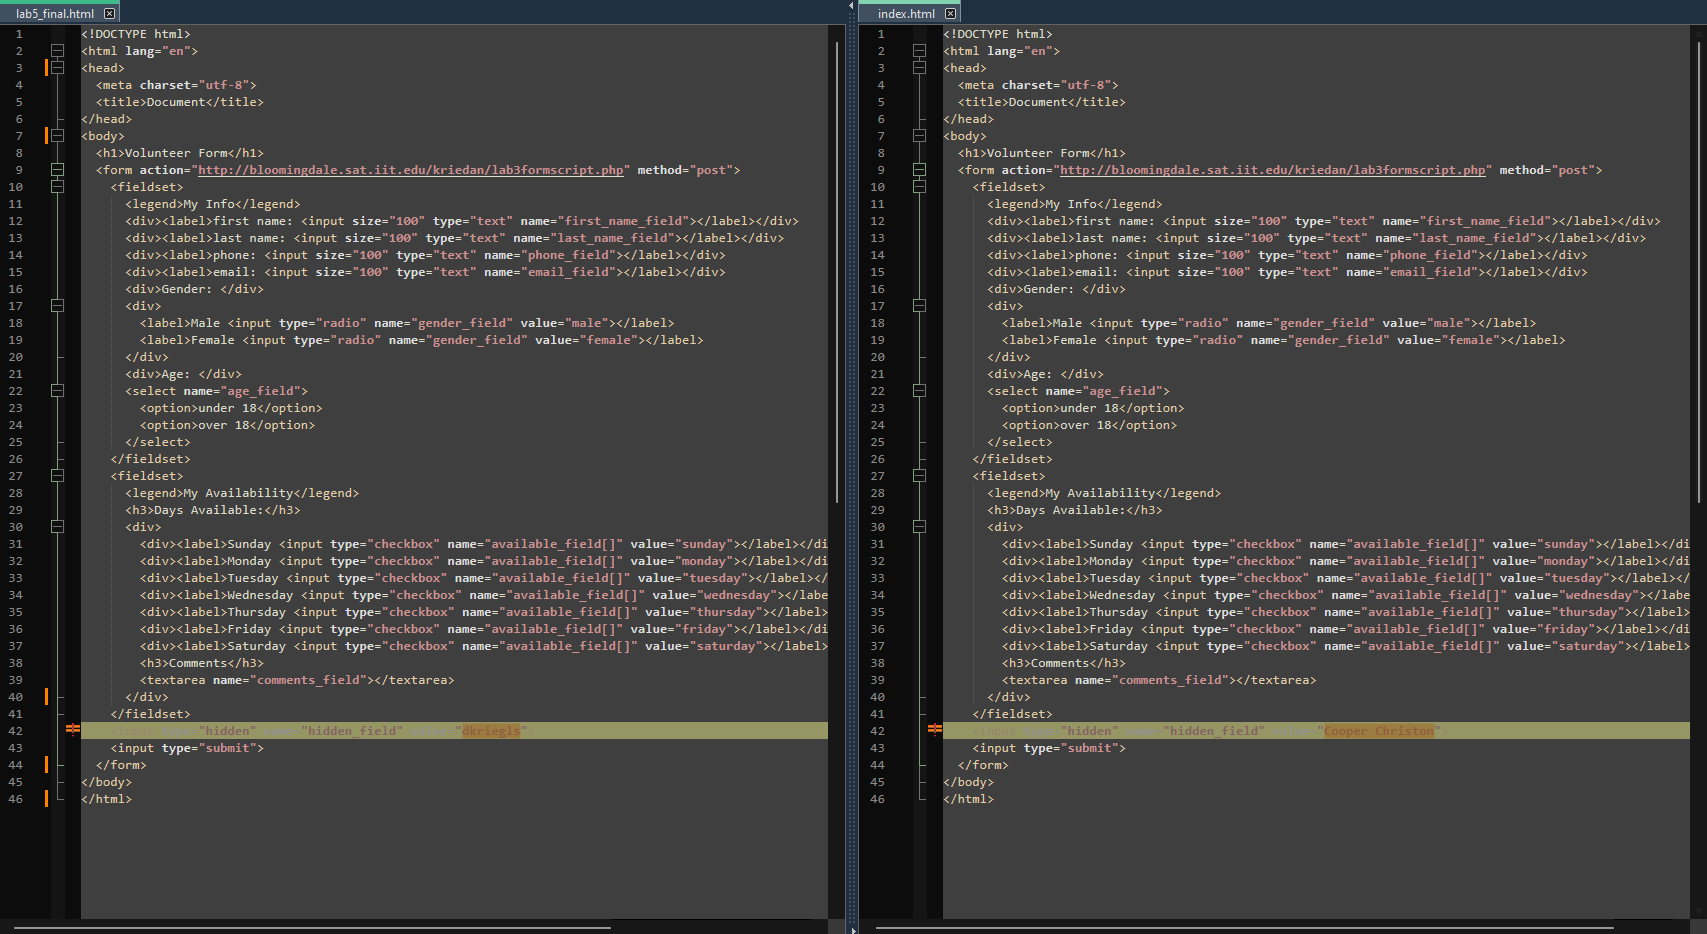 lab5_final.html
1 <!DOCTYPE html>
2 <html lang="en">
3 <head>
4 <meta charset="utf-8">
5 <title>Document</title>
6 </head>
7 <body>
8 <h1>Volunteer Form</h1>
9 <form action="http://bloomingdale.sat.iit.edu/kriedan/lab3formscript.php" method="post">
10 <fieldset>
11 <legend>My Info</legend>
12 <div><label>first name: <input size="100" type="text" name="first_name_field"></label></div>
13 <div><label>last name: <input size="100" type="text" name="last_name_field"></label></div>
14 <div><label>phone: <input size="100" type="text" name="phone_field"></label></div>
15 <div><label>email: <input size="100" type="text" name="email_field"></label></div>
16 <div>Gender: </div>
17 <div>
18 <label>Male <input type="radio" name="gender_field" value="male"></label>
19 <label>Female <input type="radio" name="gender_field" value="female"></label>
20 </div>
21 <div>Age: </div>
22 <select name="age_field">
23 <option>under 18</option>
24 <option>over 18</option>
25 </select>
26 </fieldset>
27 <fieldset>
28 <legend>My Availability</legend>
29 <h3>Days Available:</h3>
30 <div>
31 <div><label>Sunday <input type="checkbox" name="available_field[]" value="sunday"></label></di
32 <div><label>Monday <input type="checkbox" name="available_field[]" value="monday"></label></di
33 <div><label>Tuesday <input type="checkbox" name="available_field[]" value="tuesday"></label></
34 <div><label>Wednesday <input type="checkbox" name="available_field[]" value="wednesday"></labe
35 <div><label>Thursday <input type="checkbox" name="available_field[]" value="thursday"></label>
36 <div><label>Friday <input type="checkbox" name="available_field[]" value="friday"></label></di
37 <div><label>Saturday <input type="checkbox" name="available_field[]" value="saturday"></label>
38 <h3>Comments</h3>
39 <textarea name="comments_field"></textarea>
40 </div>
41 </fieldset>
42 <input "hidden" "hidden_field" "dkriegls">
43 <input type="submit">
44 </form>
45 </body>
46 </html>
index.html
1 <!DOCTYPE html>
2 <html lang="en">
3 <head>
4 <meta charset="utf-8">
5 <title>Document</title>
6 </head>
7 <body>
8 <h1>Volunteer Form</h1>
9 <form action="http://bloomingdale.sat.iit.edu/kriedan/lab3formscript.php" method="post">
10 <fieldset>
11 <legend>My Info</legend>
12 <div><label>first name: <input size="100" type="text" name="first_name_field"></label></div>
13 <div><label>last name: <input size="100" type="text" name="last_name_field"></label></div>
14 <div><label>phone: <input size="100" type="text" name="phone_field"></label></div>
15 <div><label>email: <input size="100" type="text" name="email_field"></label></div>
16 <div>Gender: </div>
17 <div>
18 <label>Male <input type="radio" name="gender_field" value="male"></label>
19 <label>Female <input type="radio" name="gender_field" value="female"></label>
20 </div>
21 <div>Age: </div>
22 <select name="age_field">
23 <option>under 18</option>
24 <option>over 18</option>
25 </select>
26 </fieldset>
27 <fieldset>
28 <legend>My Availability</legend>
29 <h3>Days Available:</h3>
30 <div>
31 <div><label>Sunday <input type="checkbox" name="available_field[]" value="sunday"></label></di
32 <div><label>Monday <input type="checkbox" name="available_field[]" value="monday"></label></di
33 <div><label>Tuesday <input type="checkbox" name="available_field[]" value="tuesday"></label></
34 <div><label>Wednesday <input type="checkbox" name="available_field[]" value="wednesday"></labe
35 <div><label>Thursday <input type="checkbox" name="available_field[]" value="thursday"></label>
36 <div><label>Friday <input type="checkbox" name="available_field[]" value="friday"></label></di
37 <div><label>Saturday <input type="checkbox" name="available_field[]" value="saturday"></label>
38 <h3>Comments</h3>
39 <textarea name="comments_field"></textarea>
40 </div>
41 </fieldset>
42 <input "hidden" "hidden_field" "Cooper Christon">
43 <input type="submit">
44 </form>
45 </body>
46 </html>